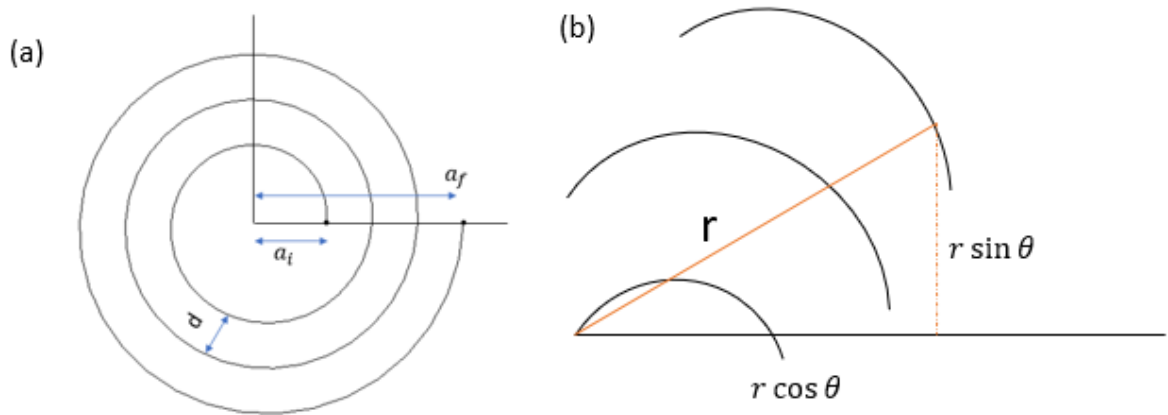 (a)
a_f
a_i
d
(b)
r
r sin θ
r cos θ